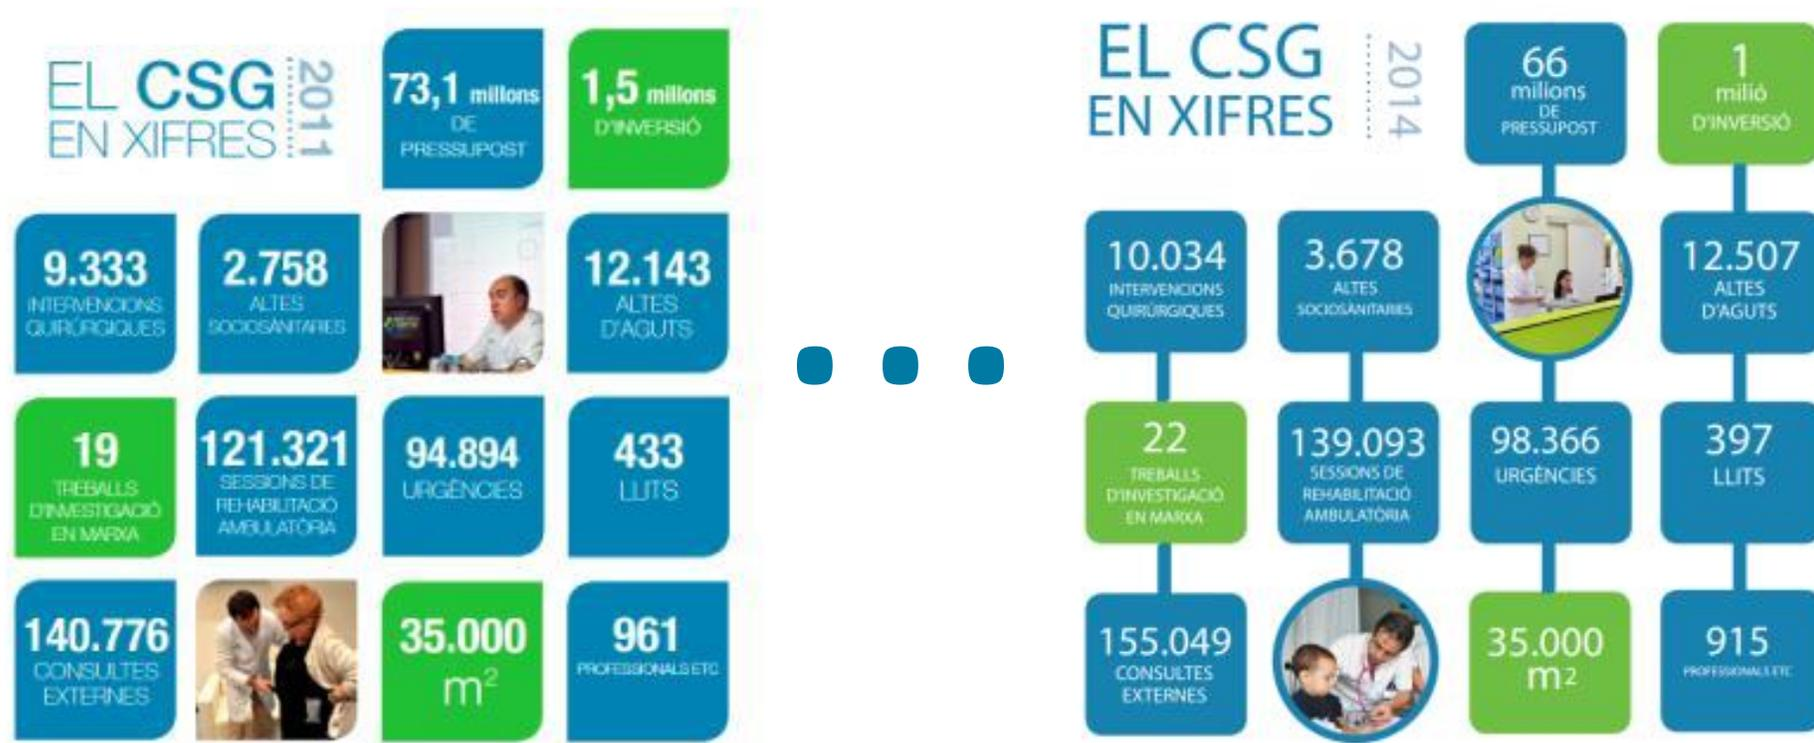 EL CSG
EN XIFRES
2011
73,1 milions
DE
PRESSUPOST
1,5 milions
D'INVERSIÓ
9.333
INTERVENCIONS
QUIRÚRGIQUES
2.758
ALTES
SOCIOSÀNITARIES
12.143
ALTES
D'AGUTS
19
TREBALLS
D'INVESTIGACIÓ
EN MARXA
121.321
SESSIONS DE
REHABILITACIÓ
AMBULATÒRIA
94.894
URGÈNCIES
433
LLITS
140.776
CONSULTES
EXTERNES
35.000
m²
961
PROFESSIONALS ETC
EL CSG
EN XIFRES
2014
66
milions
DE
PRESSUPOST
1
milió
D'INVERSIÓ
10.034
INTERVENCIONS
QUIRÚRGIQUES
3.678
ALTES
SOCIOSÀNITARIES
12.507
ALTES
D'AGUTS
22
TREBALLS
D'INVESTIGACIÓ
EN MARXA
139.093
SESSIONS DE
REHABILITACIÓ
AMBULATÒRIA
98.366
URGÈNCIES
397
LLITS
155.049
CONSULTES
EXTERNES
35.000
m²
915
PROFESSIONALS ETC